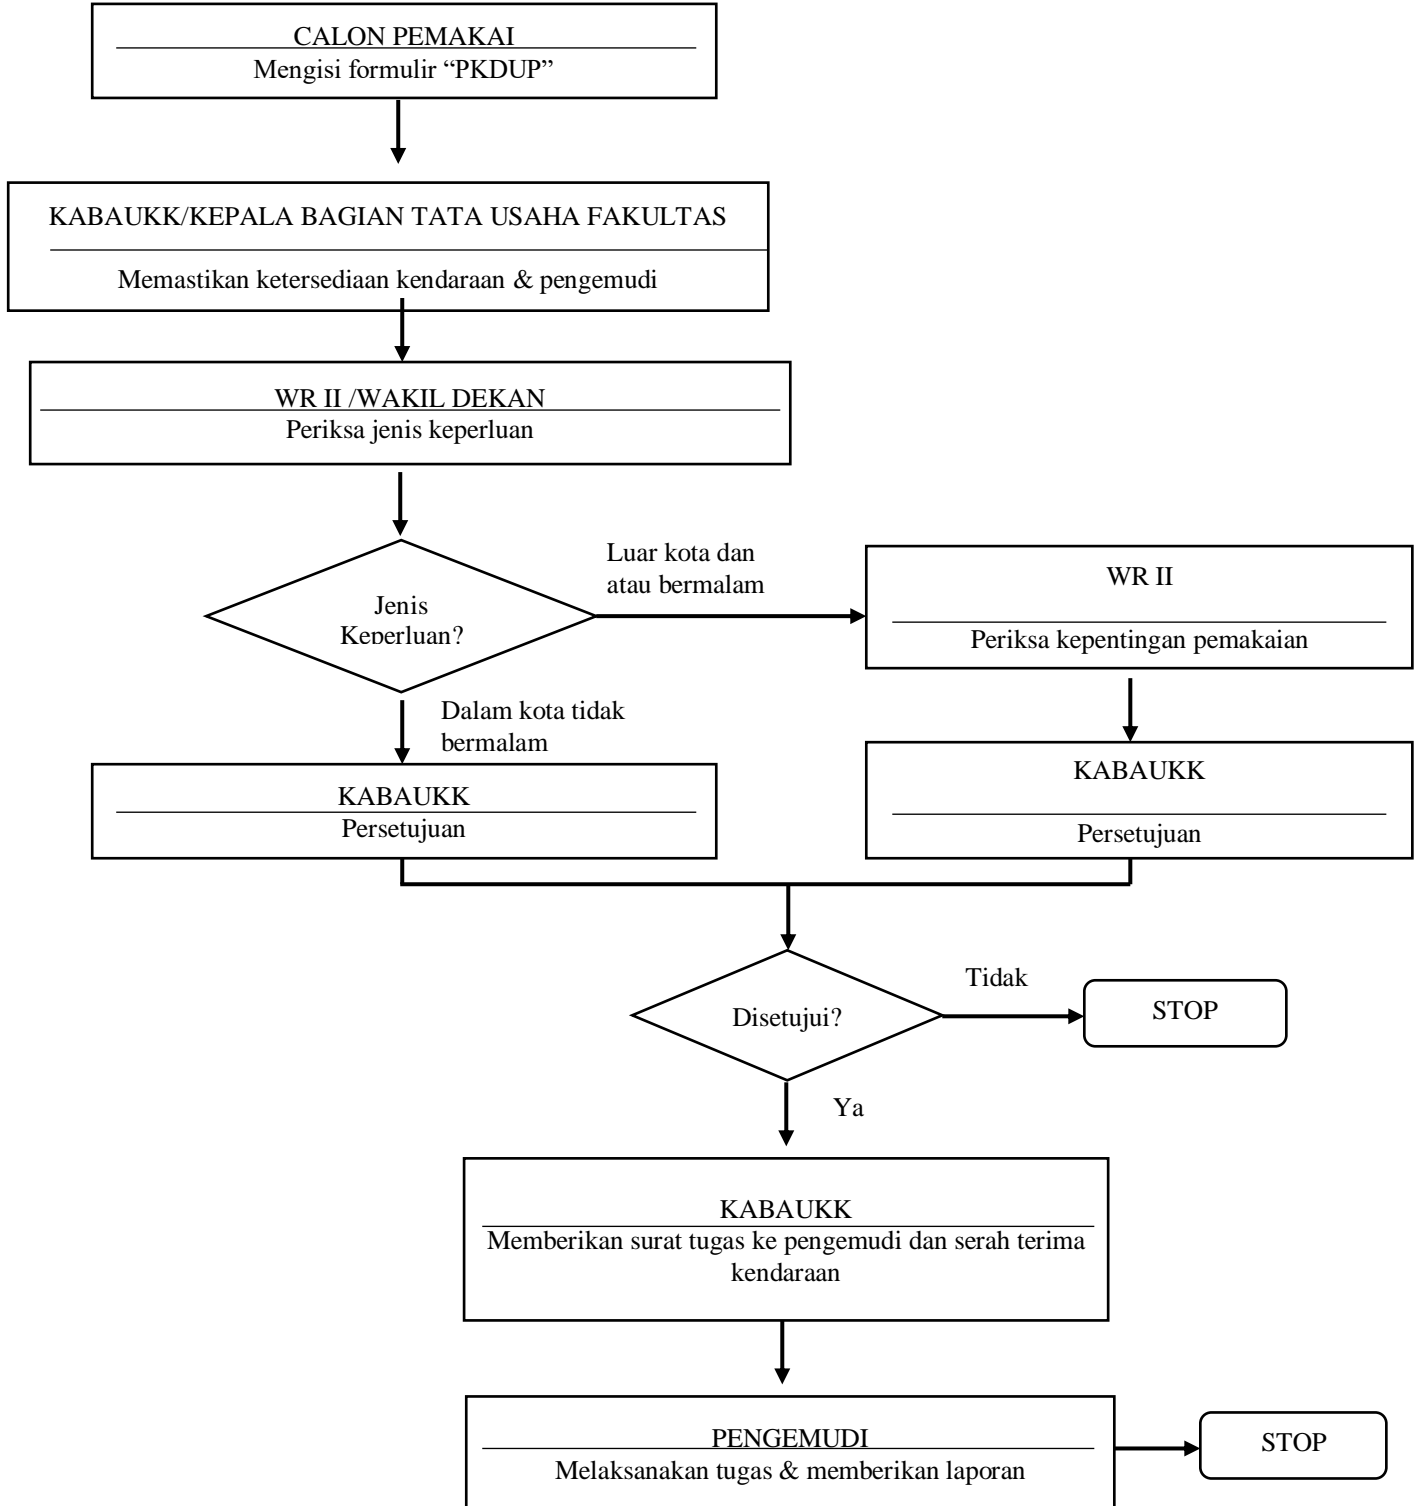 CALON PEMAKAI
Mengisi formulir “PKDUP”
KABAUKK/KEPALA BAGIAN TATA USAHA FAKULTAS
Memastikan ketersediaan kendaraan & pengemudi
WR II /WAKIL DEKAN
Periksa jenis keperluan
Jenis
Keperluan?
Luar kota dan
atau bermalam
WR II
Periksa kepentingan pemakaian
Dalam kota tidak
bermalam
KABAUKK
Persetujuan
KABAUKK
Persetujuan
Disetujui?
Tidak
STOP
Ya
KABAUKK
Memberikan surat tugas ke pengemudi dan serah terima
kendaraan
PENGEMUDI
Melaksanakan tugas & memberikan laporan
STOP